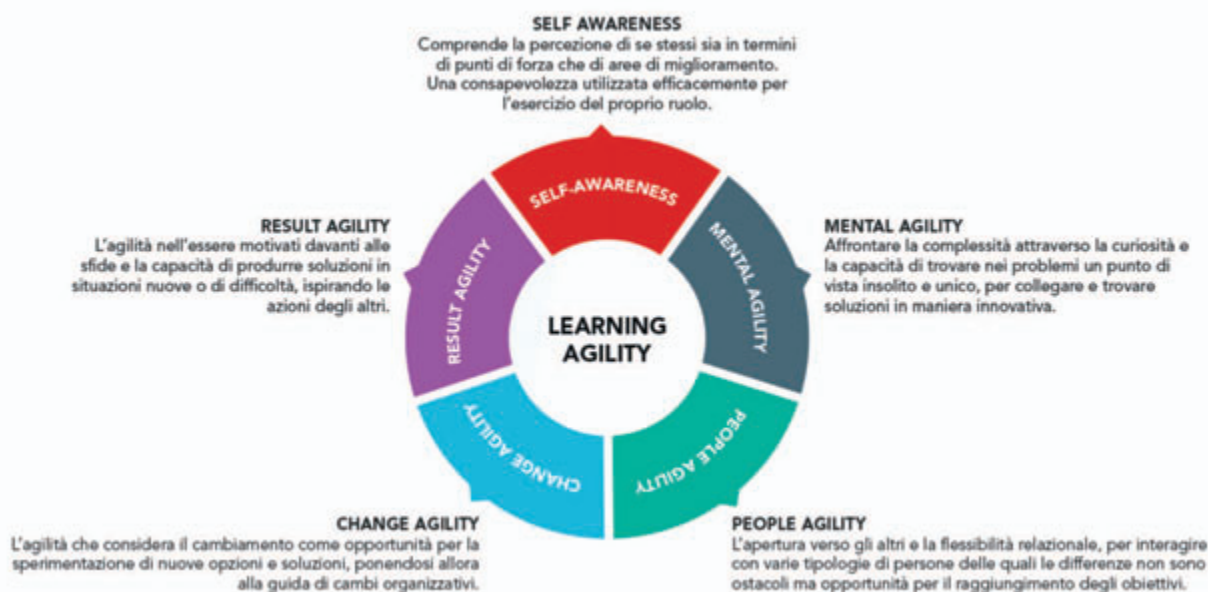 SELF AWARENESS
Comprende la percezione di se stessi sia in termini
di punti di forza che di aree di miglioramento.
Una consapevolezza utilizzata efficacemente per
l'esercizio del proprio ruolo.
SELF-AWARENESS
RESULT AGILITY
L'agilità nell'essere motivati davanti alle
sfide e la capacità di produrre soluzioni in
situazioni nuove o di difficoltà, ispirando le
azioni degli altri.
RESULT AGILITY
LEARNING
AGILITY
MENTAL AGILITY
MENTAL AGILITY
Affrontare la complessità attraverso la curiosità e
la capacità di trovare nei problemi un punto di
vista insolito e unico, per collegare e trovare
soluzioni in maniera innovativa.
CHANGE AGILITY
PEOPLE AGILITY
CHANGE AGILITY
L'agilità che considera il cambiamento come opportunità per la
sperimentazione di nuove opzioni e soluzioni, ponendosi allora
alla guida di cambi organizzativi.
PEOPLE AGILITY
L'apertura verso gli altri e la flessibilità relazionale, per interagire
con varie tipologie di persone delle quali le differenze non sono
ostacoli ma opportunità per il raggiungimento degli obiettivi.